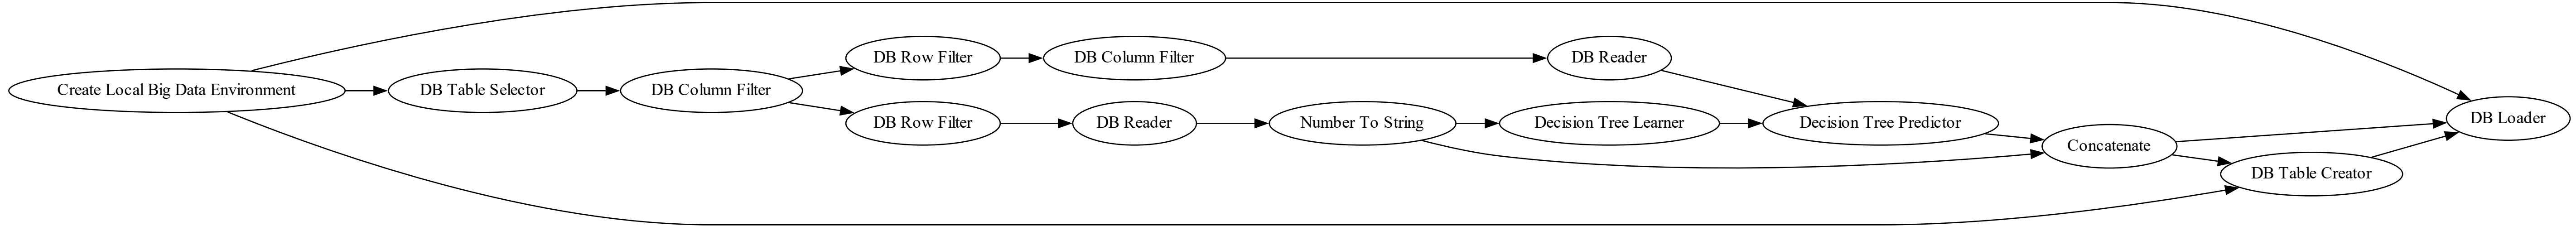 Create Local Big Data Environment
DB Table Selector
DB Column Filter
DB Row Filter
DB Column Filter
DB Reader
DB Row Filter
DB Reader
Number To String
Decision Tree Learner
Decision Tree Predictor
Concatenate
DB Table Creator
DB Loader